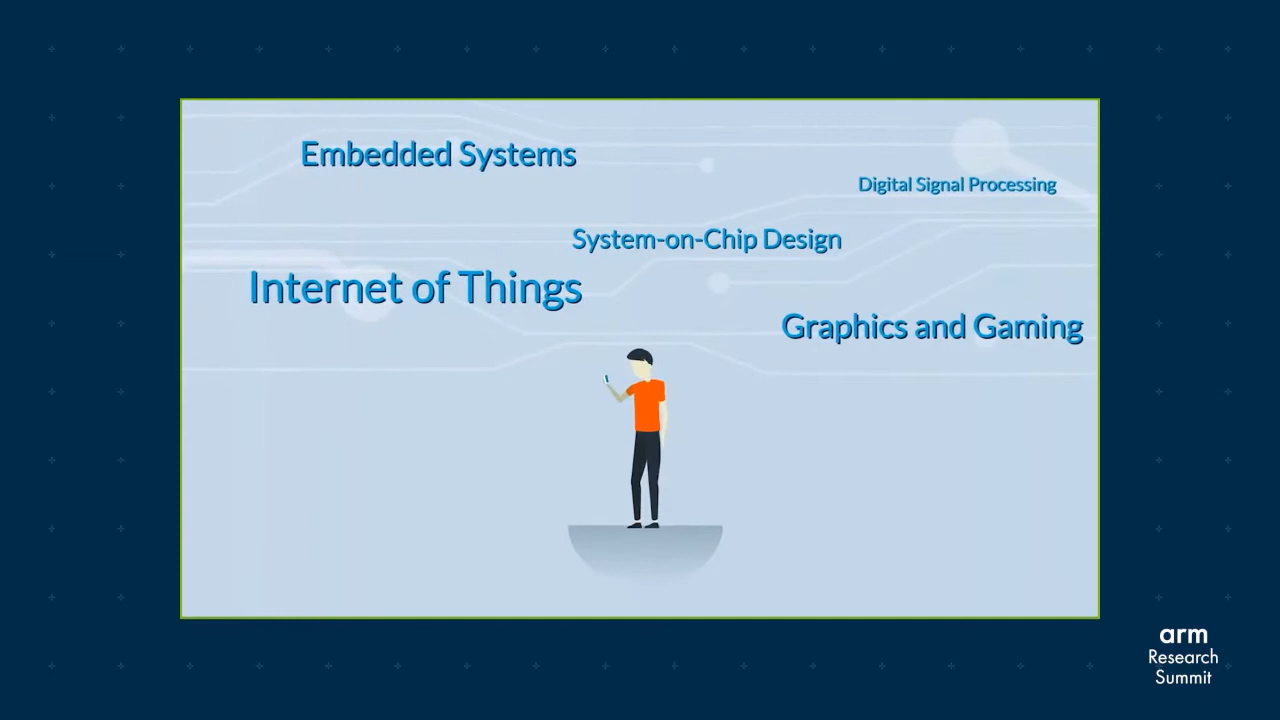 Embedded Systems
Digital Signal Processing
System-on-Chip Design
Internet of Things
Graphics and Gaming
arm
Research
Summit